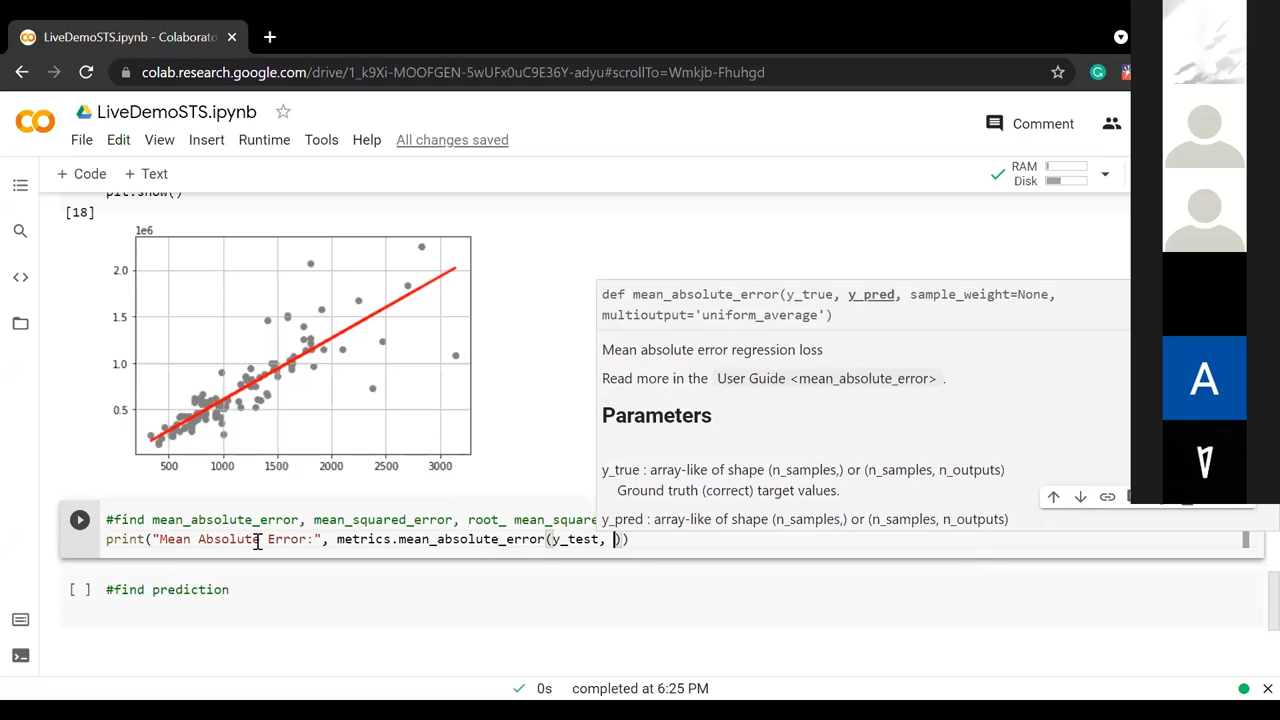 LiveDemoSTS.ipynb - Colaborato
colab.research.google.com/drive/1_k9Xi-MOOFGEN-5wUFx0uC9E36Y-adyu#scrollTo=Wmkjb-Fhuhgd
LiveDemoSTS.ipynb
File Edit View Insert Runtime Tools Help All changes saved
Comment
+ Code + Text
RAM
Disk
plt.show()
[18]
1e6
2.0
1.5
1.0
0.5
500 1000 1500 2000 2500 3000
def mean_absolute_error(y_true, y_pred, sample_weight=None,
multioutput='uniform_average')
Mean absolute error regression loss
Read more in the User Guide <mean_absolute_error> .
Parameters
y_true : array-like of shape (n_samples,) or (n_samples, n_outputs)
Ground truth (correct) target values.
y_pred : array-like of shape (n_samples,) or (n_samples, n_outputs)
#find mean_absolute_error, mean_squared_error, root_ mean_square
print("Mean Absolute Error:", metrics.mean_absolute_error(y_test, ))
[ ] #find prediction
0s completed at 6:25 PM
A